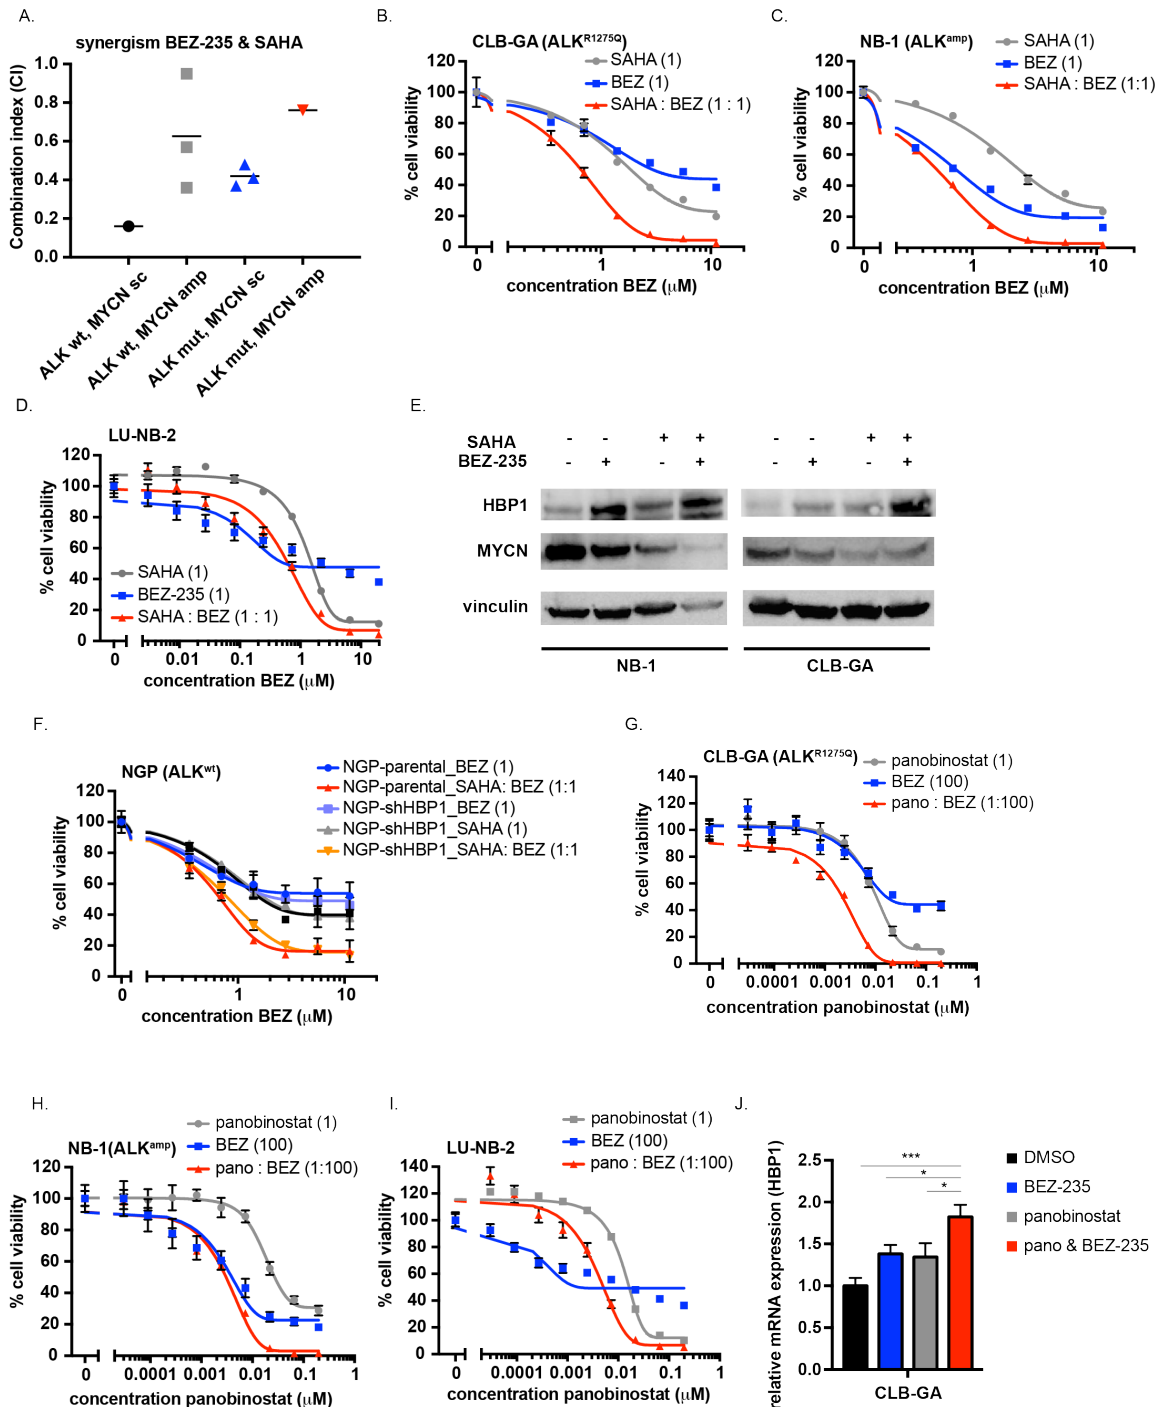 A.
synergism BEZ-235 & SAHA
Combination index (CI)
1.0
0.8
0.6
0.4
0.2
0.0
ALK wt, MYCN sc
ALK wt, MYCN amp
ALK mut, MYCN sc
ALK mut, MYCN amp
B.
CLB-GA (ALK^R1275Q)
SAHA (1)
BEZ (1)
SAHA : BEZ (1 : 1)
% cell viability
120
100
80
60
40
20
0
0 1 10
concentration BEZ (μM)
C.
NB-1 (ALK^amp)
SAHA (1)
BEZ (1)
SAHA : BEZ (1:1)
% cell viability
120
100
80
60
40
20
0
0 1 10
concentration BEZ (μM)
D.
LU-NB-2
% cell viability
120
100
80
60
40
20
0
SAHA (1)
BEZ-235 (1)
SAHA : BEZ (1 : 1)
0 0.01 0.1 1 10
concentration BEZ (μM)
E.
SAHA - - + + - - + +
BEZ-235 - + - + - + - +
HBP1
MYCN
vinculin
NB-1 CLB-GA
F.
NGP (ALK^wt)
NGP-parental_BEZ (1)
NGP-parental_SAHA: BEZ (1:1
NGP-shHBP1_BEZ (1)
NGP-shHBP1_SAHA (1)
NGP-shHBP1_SAHA: BEZ (1:1
% cell viability
120
100
80
60
40
20
0
0 1 10
concentration BEZ (μM)
G.
CLB-GA (ALK^R1275Q)
panobinostat (1)
BEZ (100)
pano : BEZ (1:100)
% cell viability
140
120
100
80
60
40
20
0
0 0.0001 0.001 0.01 0.1 1
concentration panobinostat (μM)
H.
NB-1(ALK^amp)
panobinostat (1)
BEZ (100)
pano : BEZ (1:100)
% cell viability
120
100
80
60
40
20
0
0 0.0001 0.001 0.01 0.1 1
concentration panobinostat (μM)
I.
LU-NB-2
panobinostat (1)
BEZ (100)
pano : BEZ (1:100)
% cell viability
140
120
100
80
60
40
20
0
0 0.0001 0.001 0.01 0.1 1
concentration panobinostat (μM)
J.
relative mRNA expression (HBP1)
2.5
2.0
1.5
1.0
0.5
0.0
***
*
*
CLB-GA
DMSO
BEZ-235
panobinostat
pano & BEZ-235